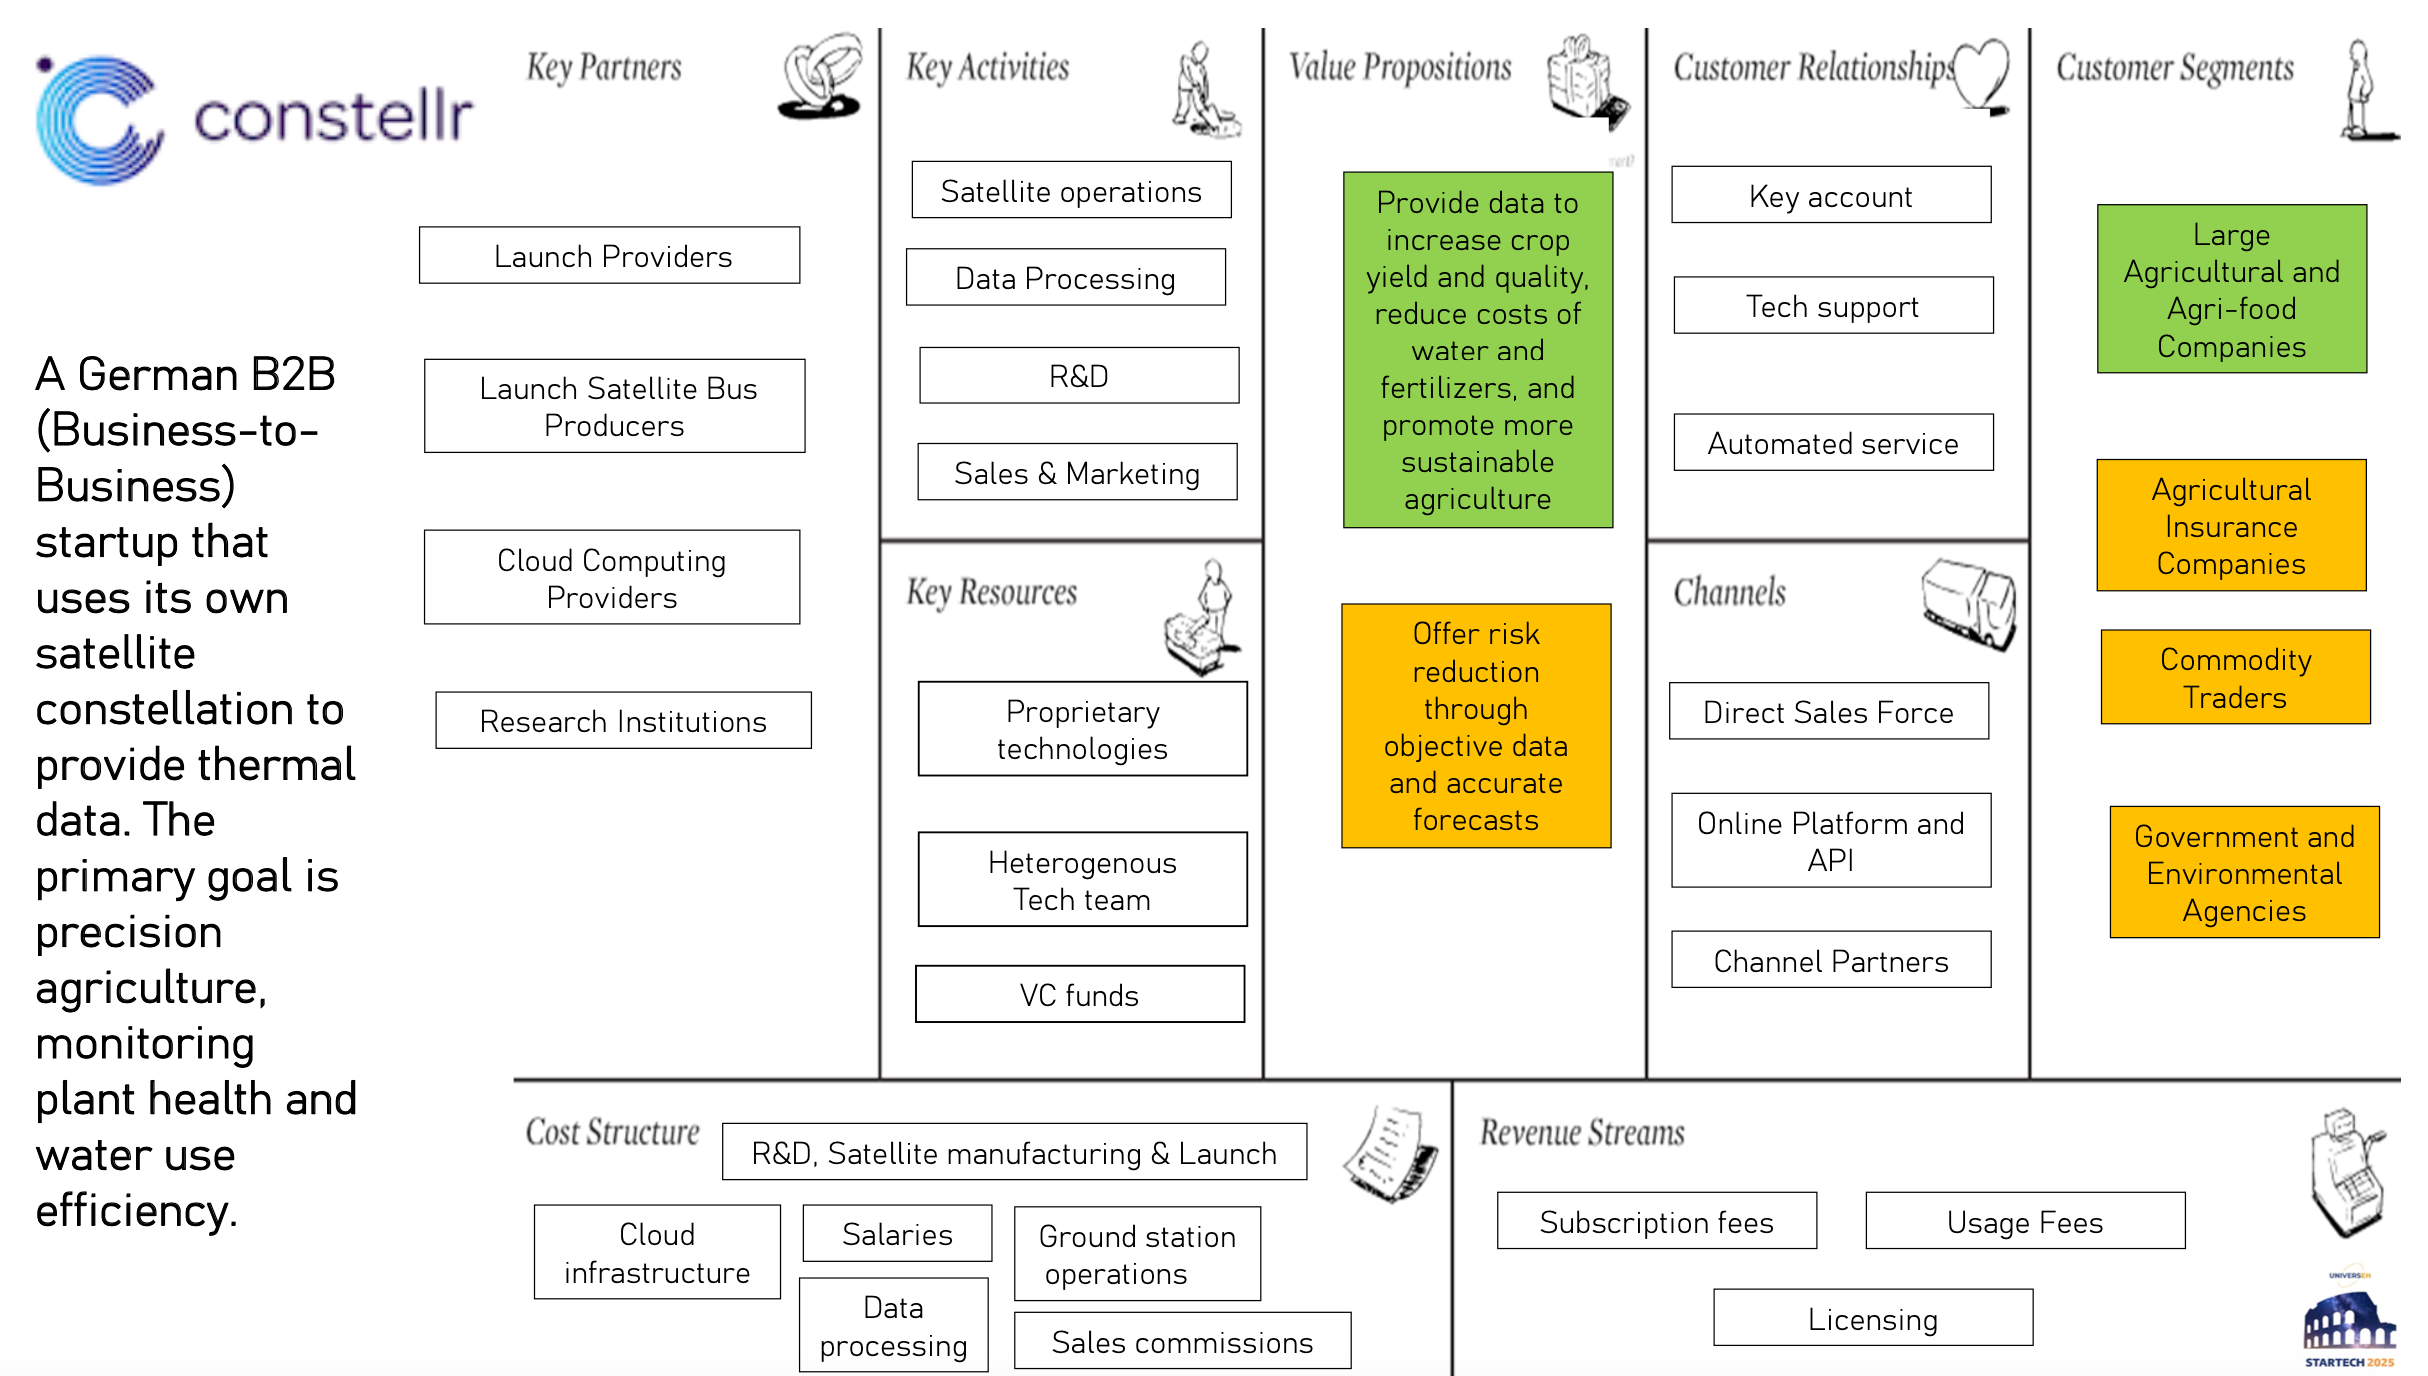 constellr
A German B2B
(Business-to-
Business)
startup that
uses its own
satellite
constellation to
provide thermal
data. The
primary goal is
precision
agriculture,
monitoring
plant health and
water use
efficiency.
Key Partners
Launch Providers
Launch Satellite Bus
Producers
Cloud Computing
Providers
Research Institutions
Key Activities
Satellite operations
Data Processing
R&D
Sales & Marketing
Key Resources
Proprietary
technologies
Heterogenous
Tech team
VC funds
Value Propositions
Provide data to
increase crop
yield and quality,
reduce costs of
water and
fertilizers, and
promote more
sustainable
agriculture
Offer risk
reduction
through
objective data
and accurate
forecasts
Customer Relationships
Key account
Tech support
Automated service
Channels
Direct Sales Force
Online Platform and
API
Channel Partners
Customer Segments
Large
Agricultural and
Agri-food
Companies
Agricultural
Insurance
Companies
Commodity
Traders
Government and
Environmental
Agencies
Cost Structure
R&D, Satellite manufacturing & Launch
Cloud
infrastructure
Salaries
Data
processing
Ground station
operations
Sales commissions
Revenue Streams
Subscription fees
Usage Fees
Licensing
UNIVERSEH
STARTECH 2025